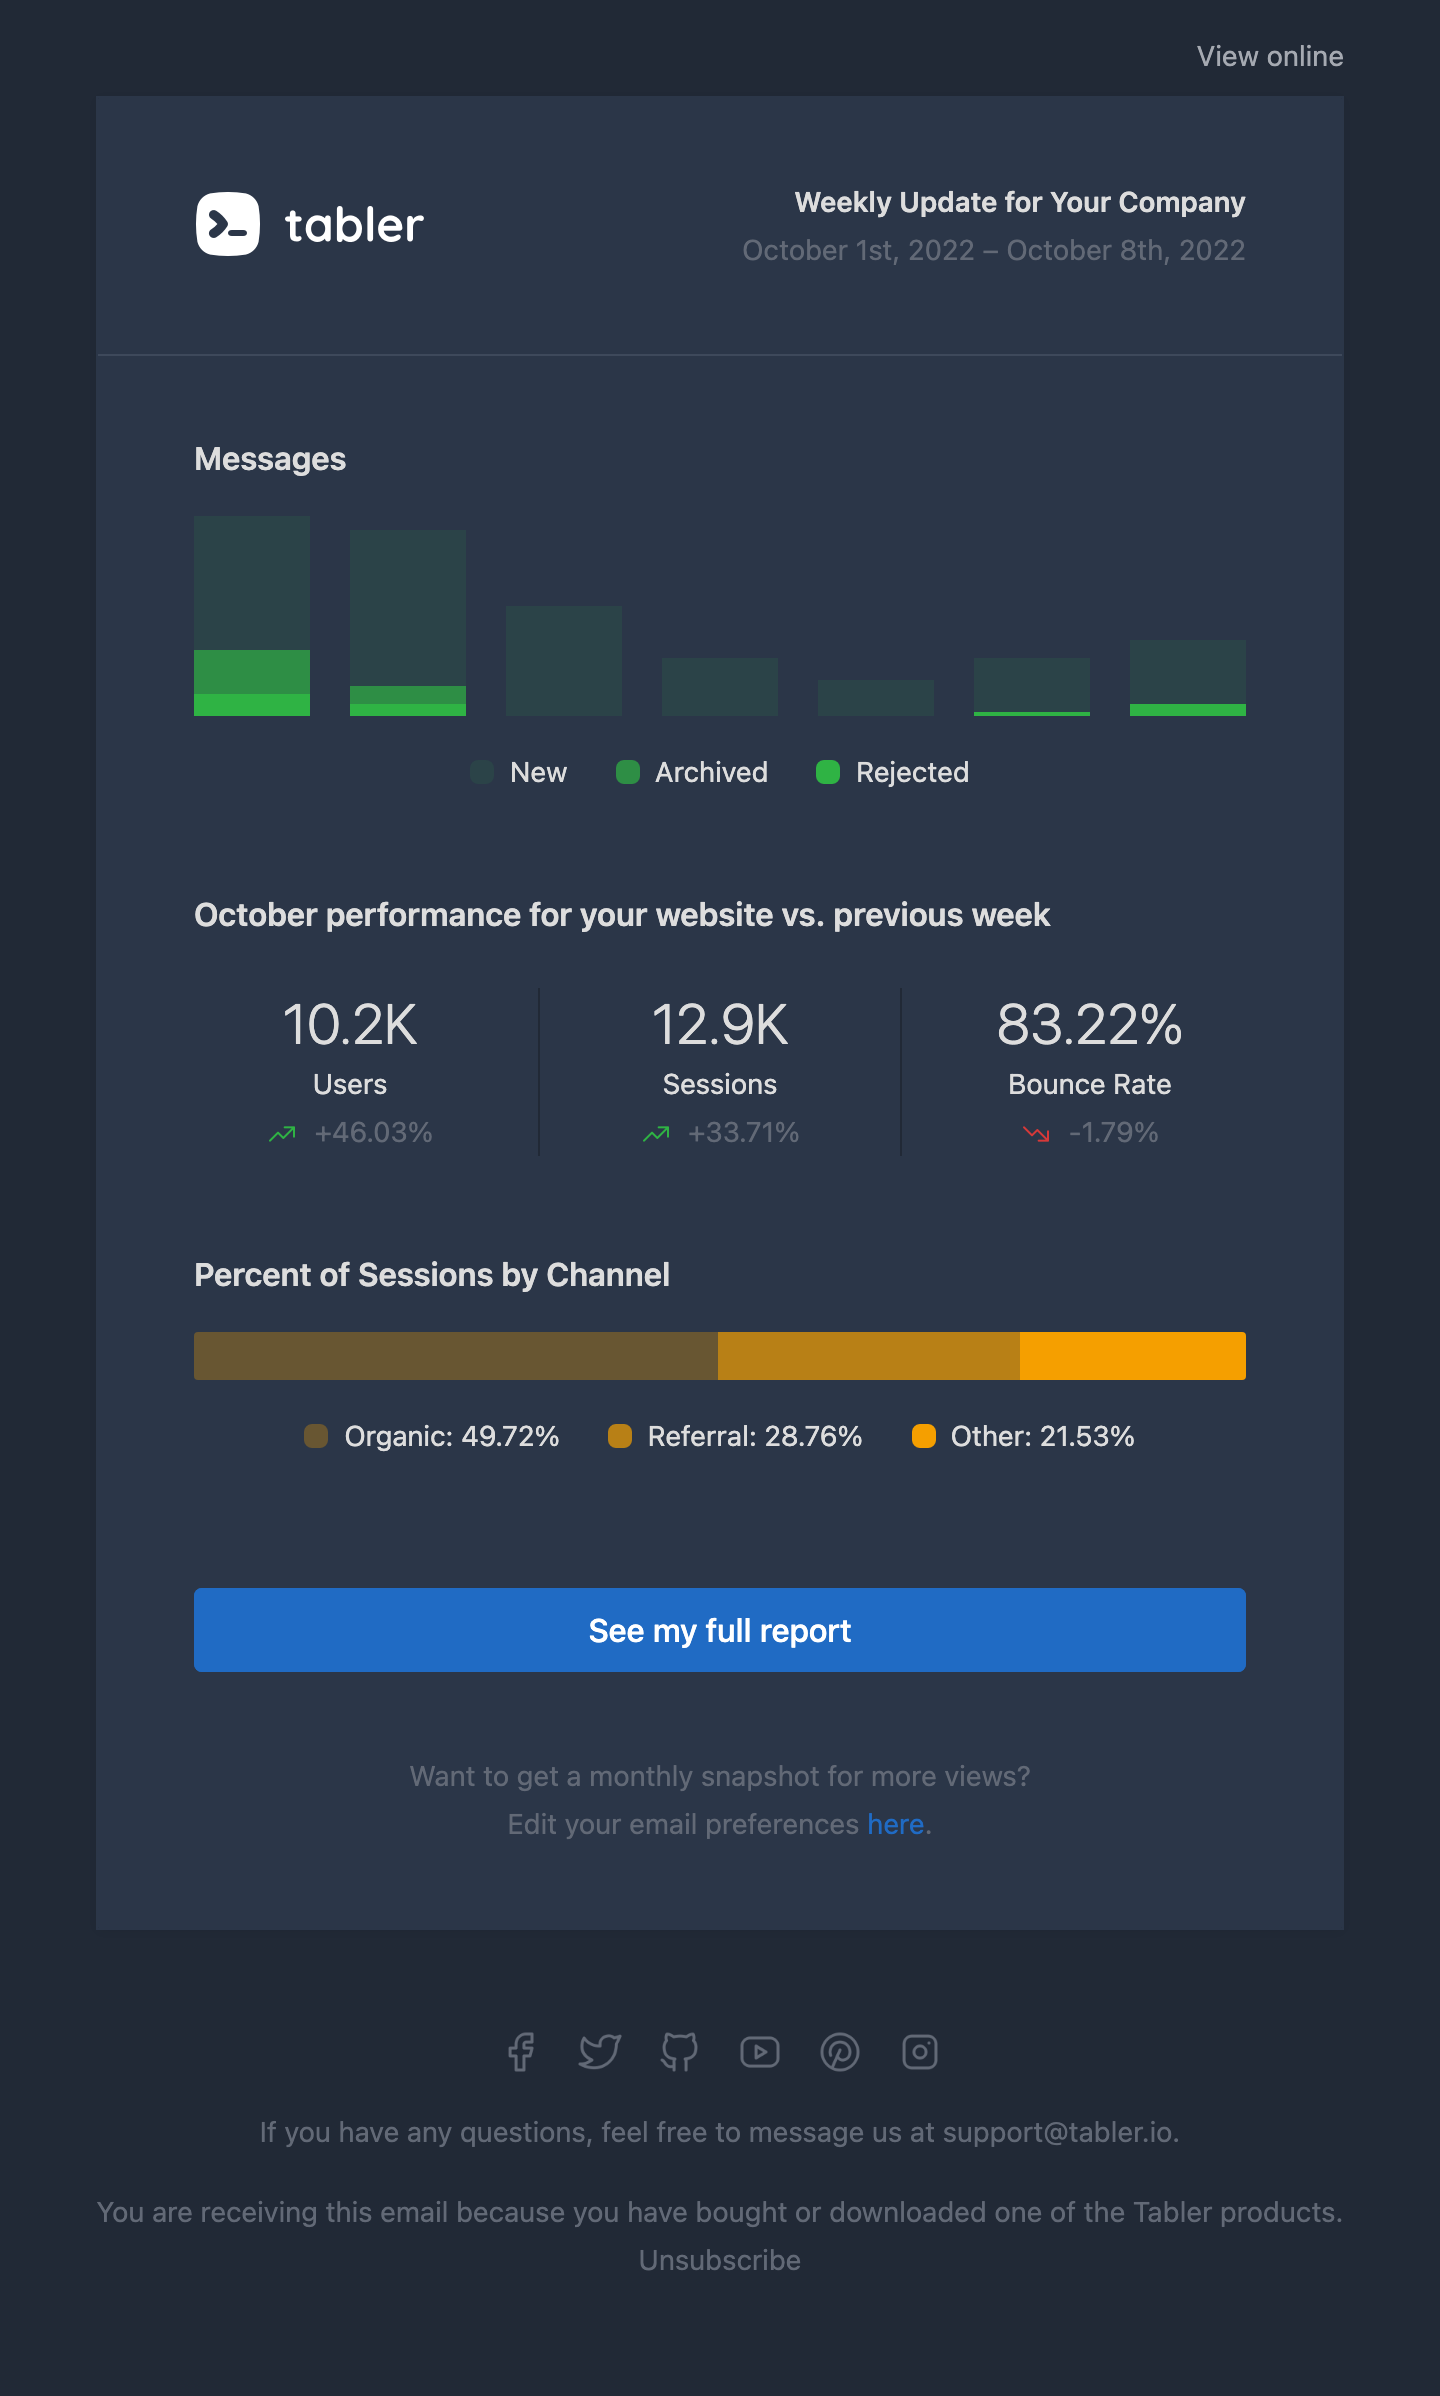 View online
tabler
Weekly Update for Your Company
October 1st, 2022 – October 8th, 2022
Messages
New
Archived
Rejected
October performance for your website vs. previous week
10.2K
Users
+46.03%
12.9K
Sessions
+33.71%
83.22%
Bounce Rate
-1.79%
Percent of Sessions by Channel
Organic: 49.72%
Referral: 28.76%
Other: 21.53%
See my full report
Want to get a monthly snapshot for more views?
Edit your email preferences here.
If you have any questions, feel free to message us at support@tabler.io.
You are receiving this email because you have bought or downloaded one of the Tabler products.
Unsubscribe